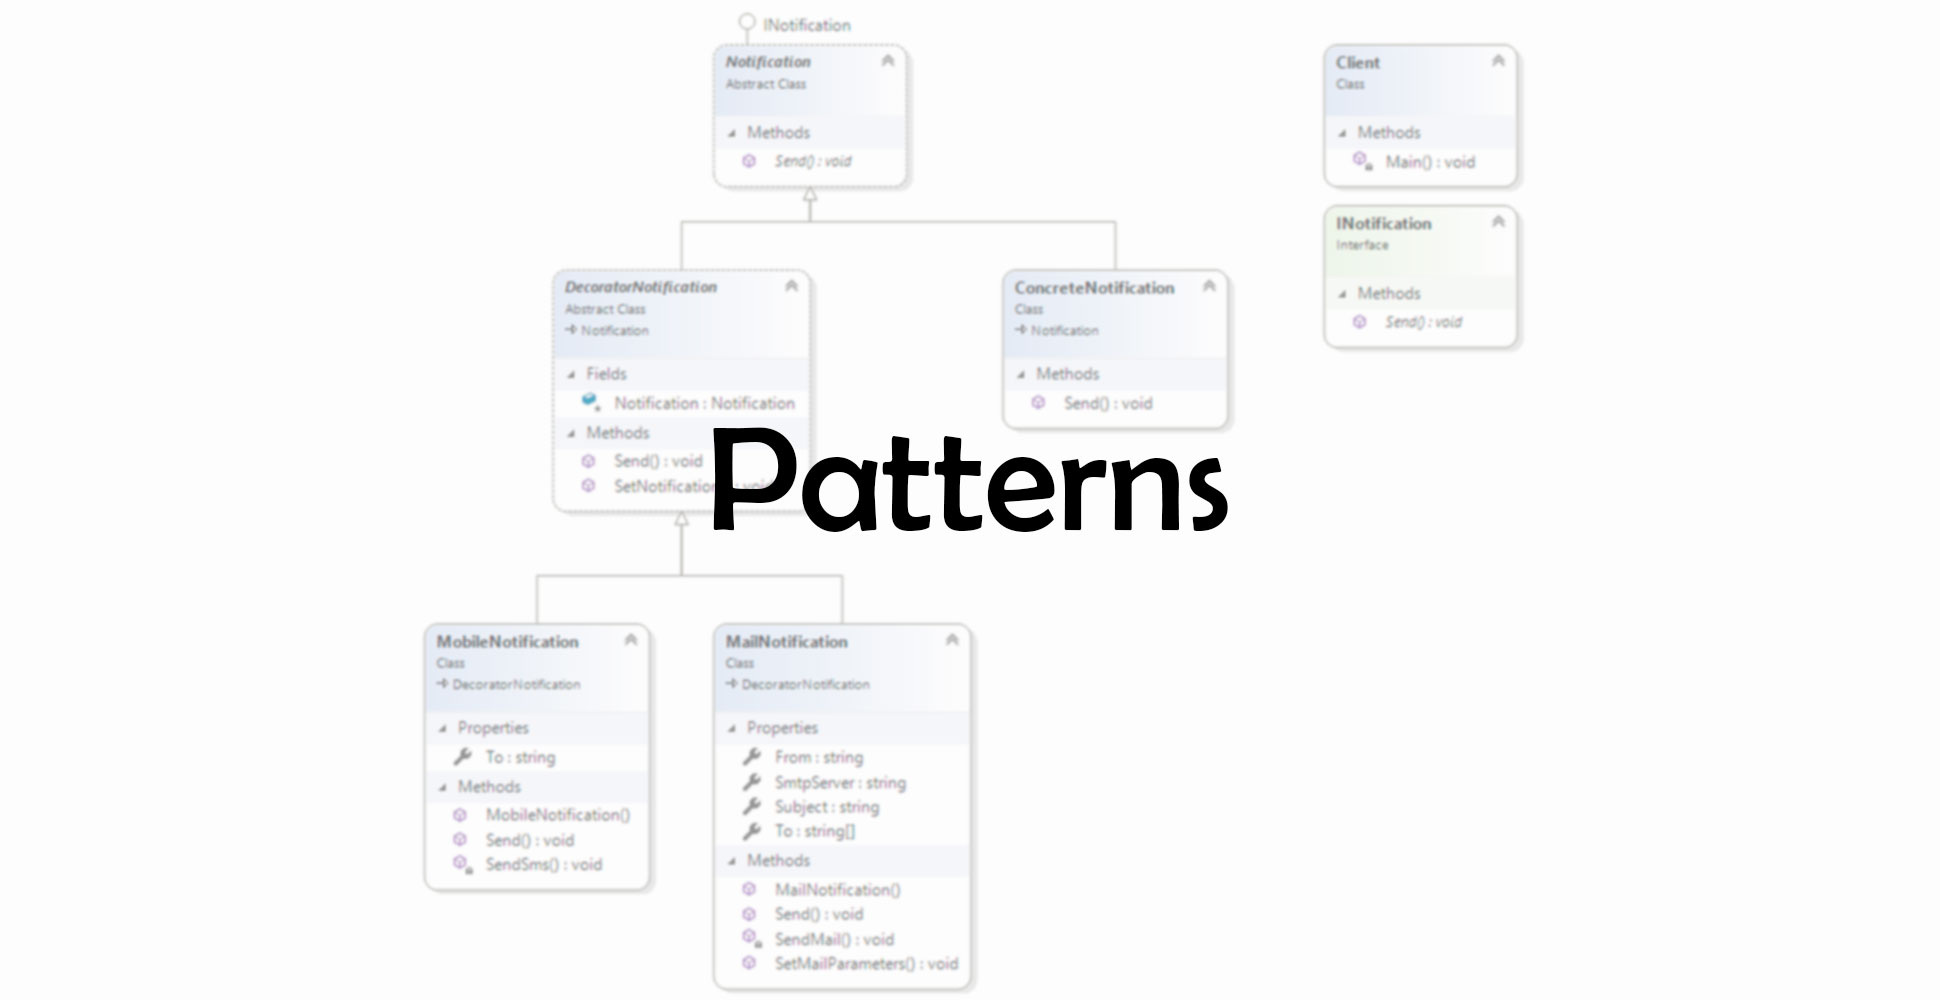 INotification
Notification
Abstract Class
Methods
Send() : void
Client
Class
Methods
Main() : void
INotification
Interface
Methods
Send() : void
DecoratorNotification
Abstract Class
Notification
Fields
Notification : Notification
Methods
Send() : void
SetNotification
ConcreteNotification
Class
Notification
Methods
Send() : void
Patterns
MobileNotification
Class
DecoratorNotification
Properties
To : string
Methods
MobileNotification()
Send() : void
SendSms() : void
MailNotification
Class
DecoratorNotification
Properties
From : string
SmtpServer : string
Subject : string
To : string[]
Methods
MailNotification()
Send() : void
SendMail() : void
SetMailParameters() : void